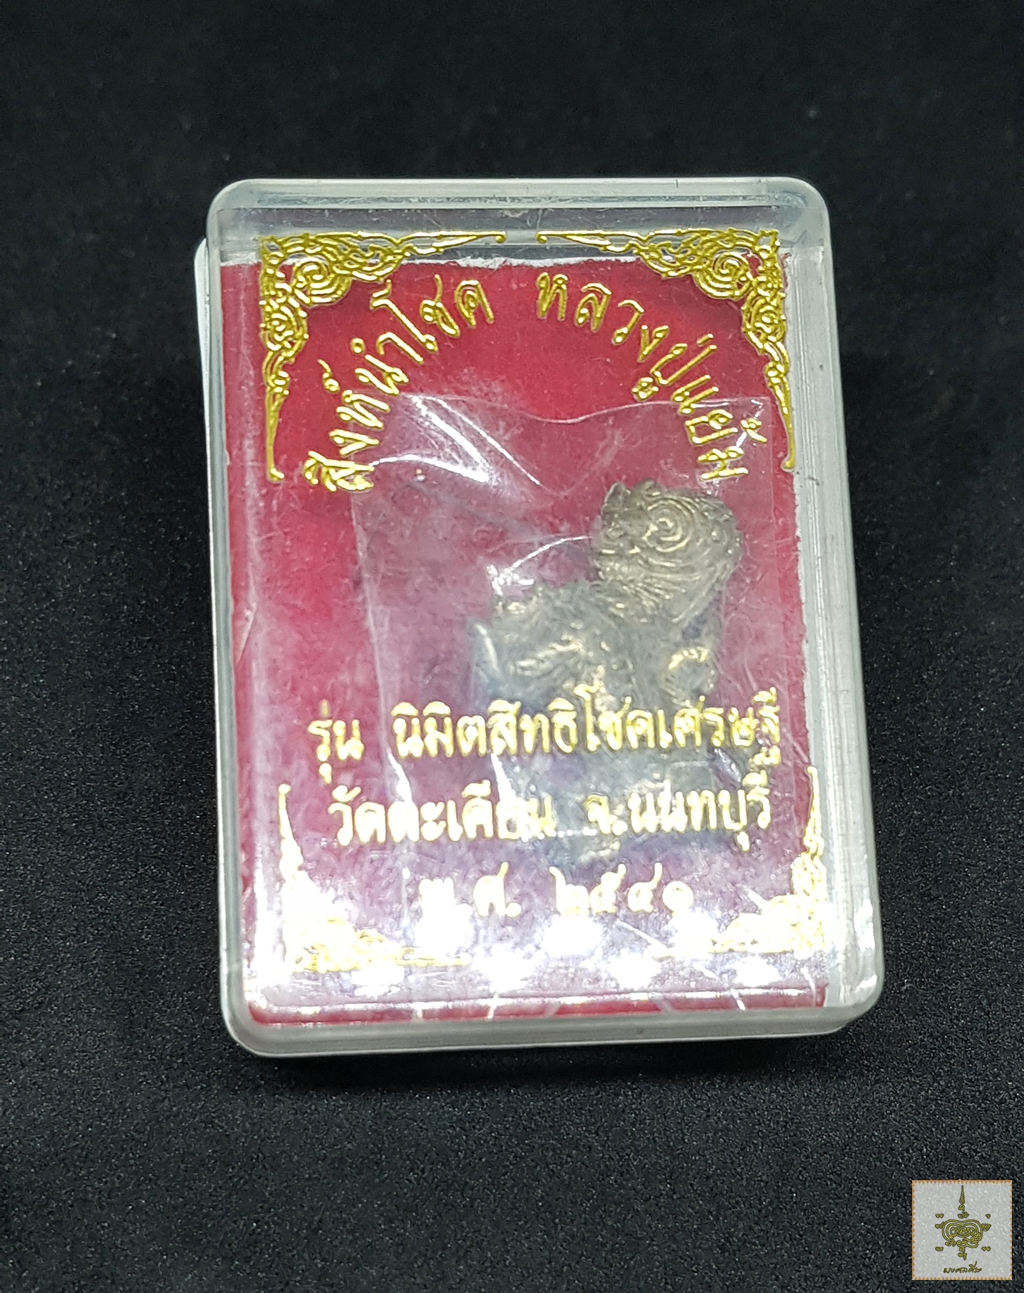 สิงห์นำโชค หลวงปู่แย้ม
รุ่น นิมิตสิทธิโชคเศรษฐี
วัดตะเคียน จ.นนทบุรี
พ.ศ. ๒๕๔๑